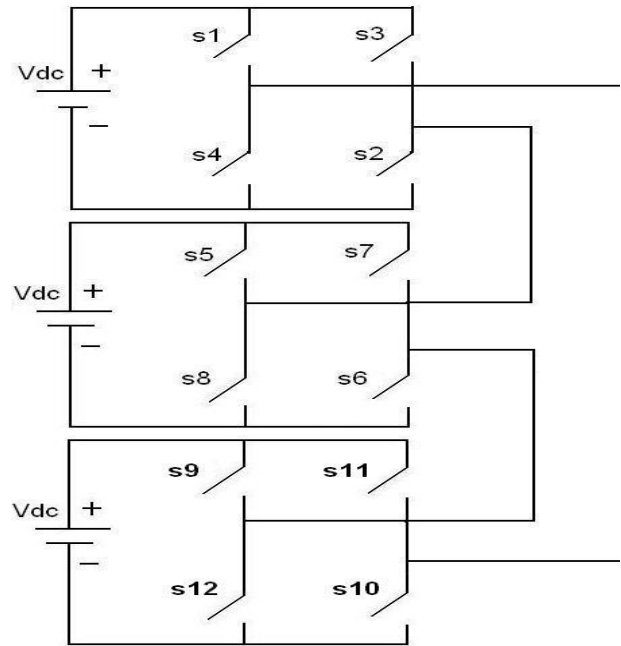 s1 s3
Vdc +
−
s4 s2
s5 s7
Vdc +
−
s8 s6
s9 s11
Vdc +
−
s12 s10